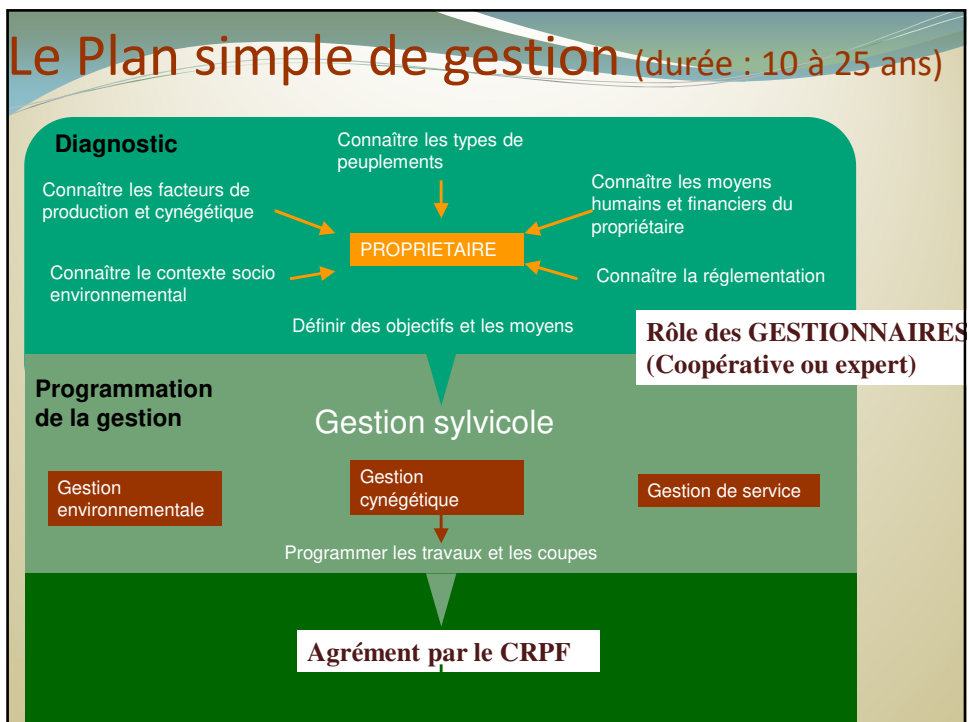 Le Plan simple de gestion (durée : 10 à 25 ans)
Diagnostic
Connaître les types de
peuplements
Connaître les facteurs de
production et cynégétique
Connaître les moyens
humains et financiers du
propriétaire
PROPRIETAIRE
Connaître le contexte socio
environnemental
Connaître la réglementation
Définir des objectifs et les moyens
Rôle des GESTIONNAIRES
(Coopérative ou expert)
Programmation
de la gestion
Gestion sylvicole
Gestion
environnementale
Gestion
cynégétique
Gestion de service
Programmer les travaux et les coupes
Agrément par le CRPF